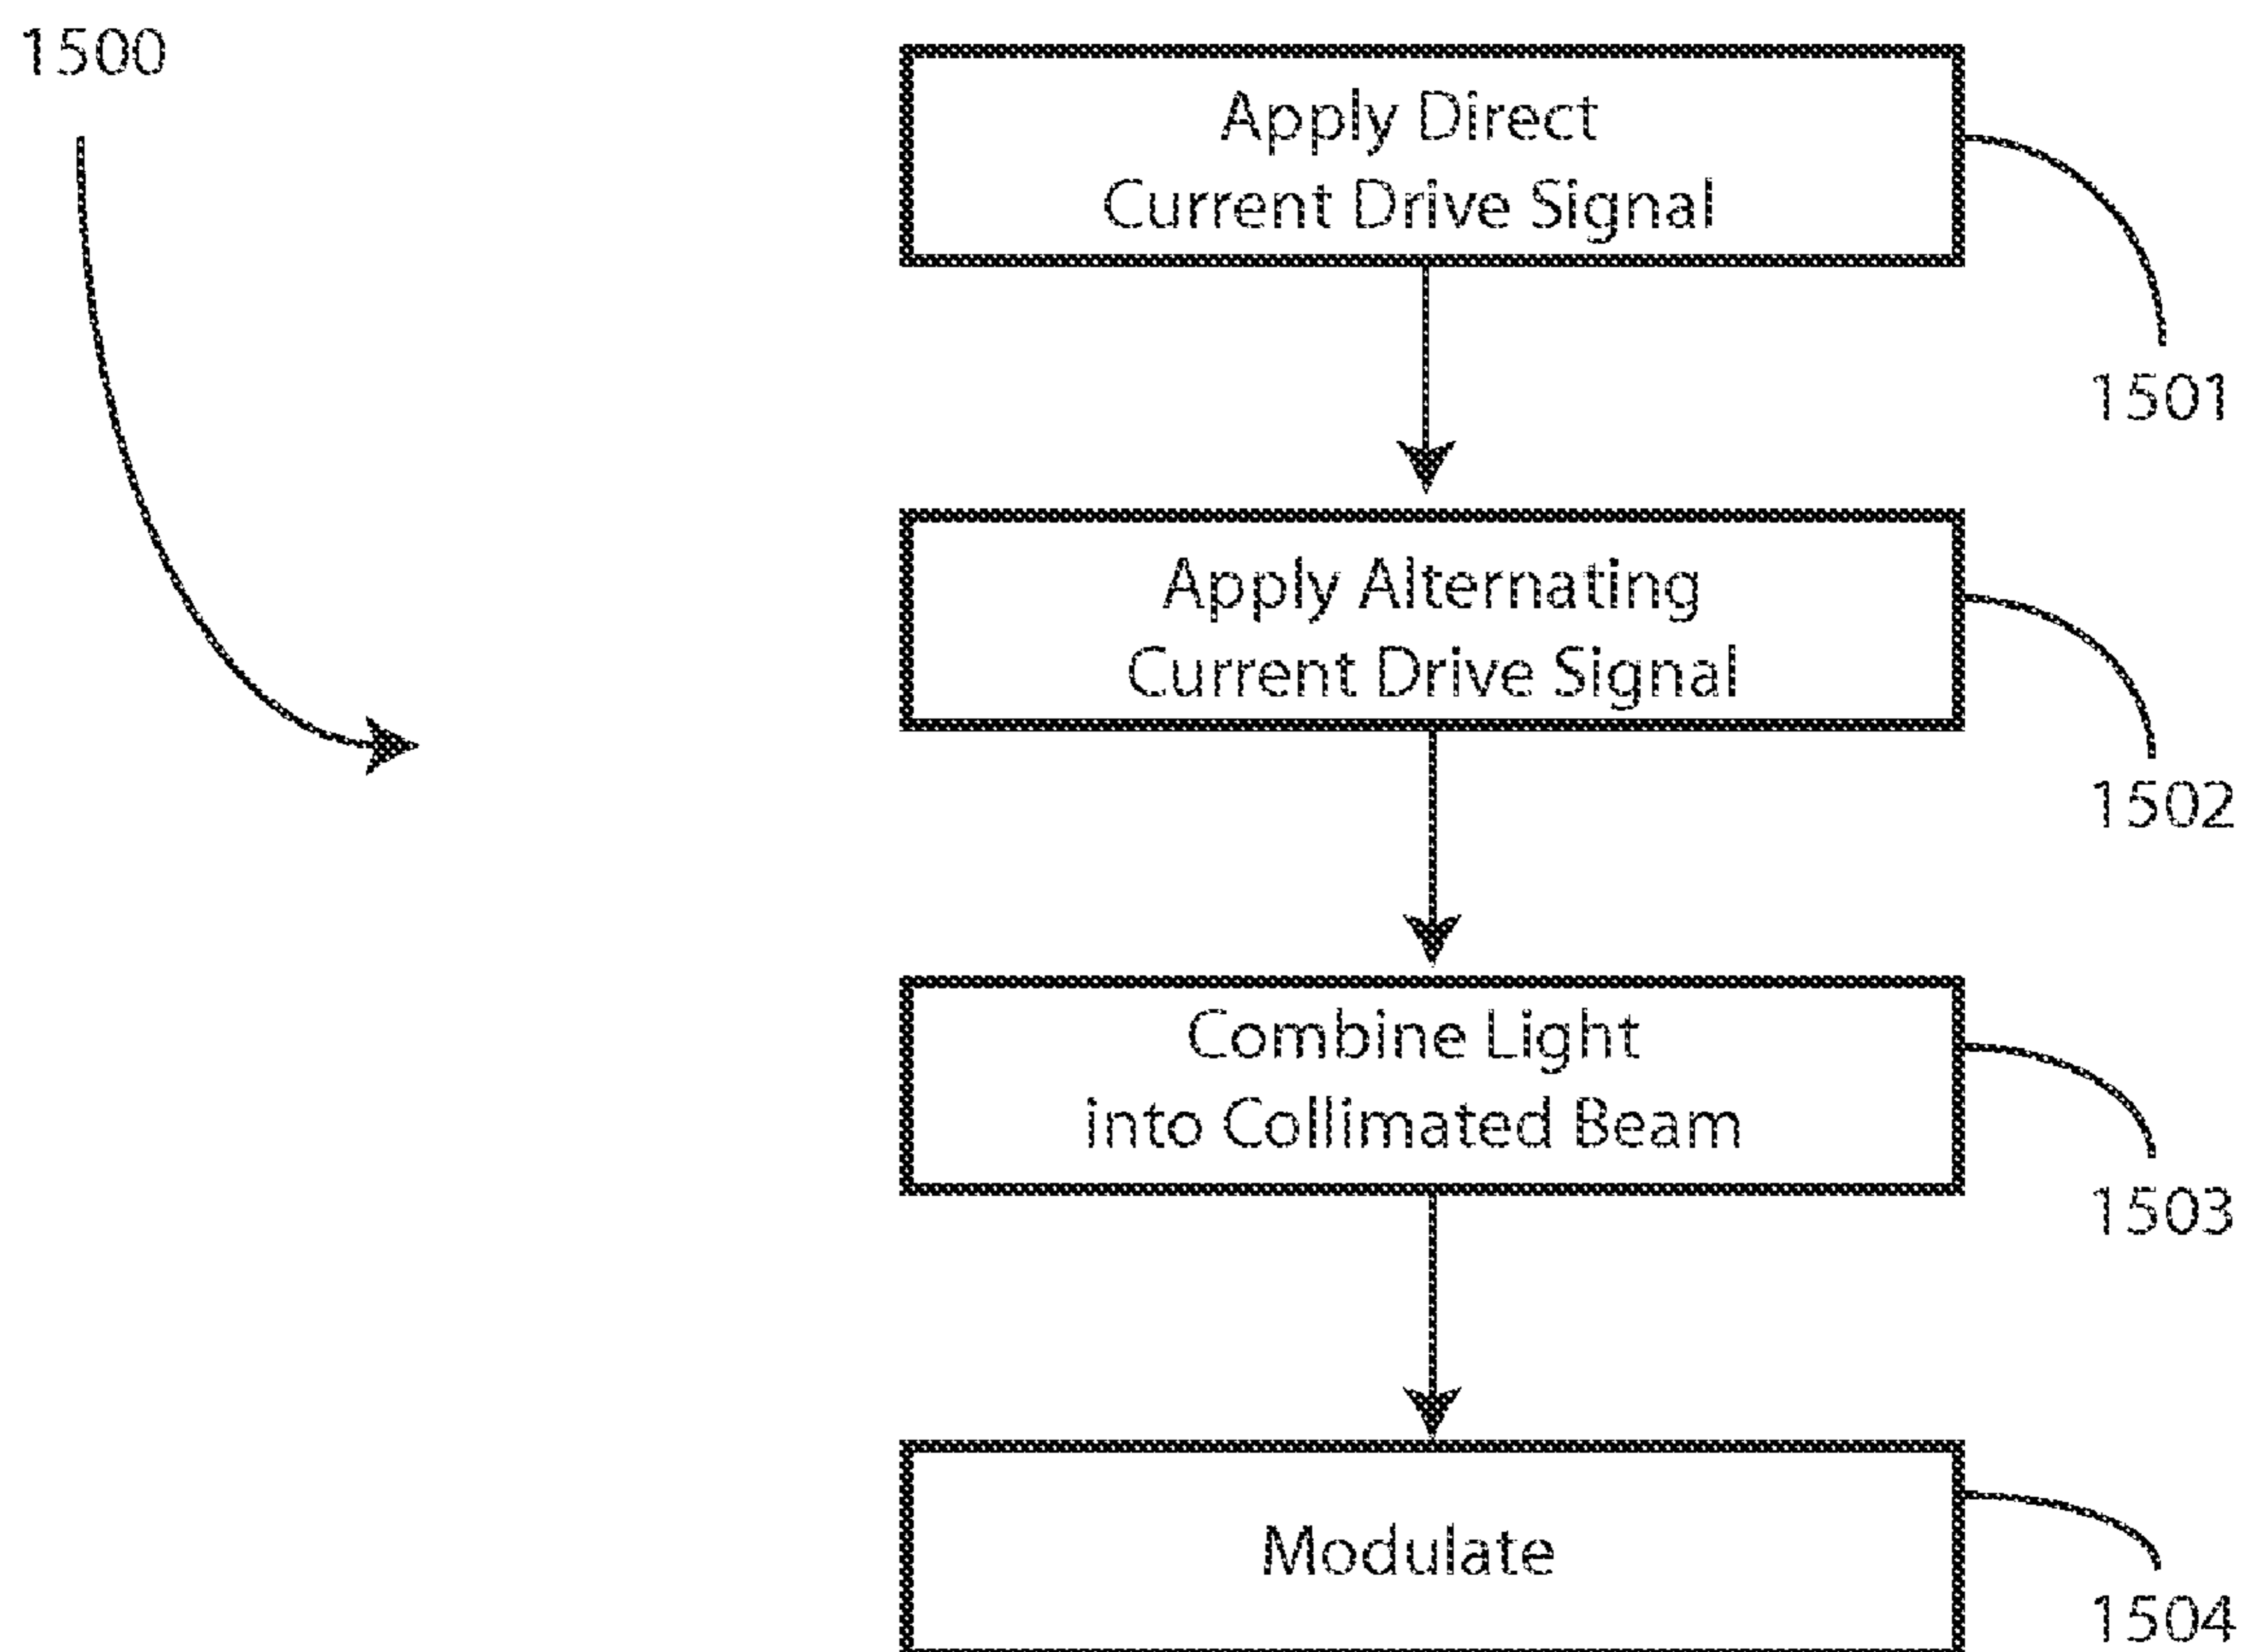 1500
Apply Direct
Current Drive Signal
1501
Apply Alternating
Current Drive Signal
1502
Combine Light
into Collimated Beam
1503
Modulate
1504